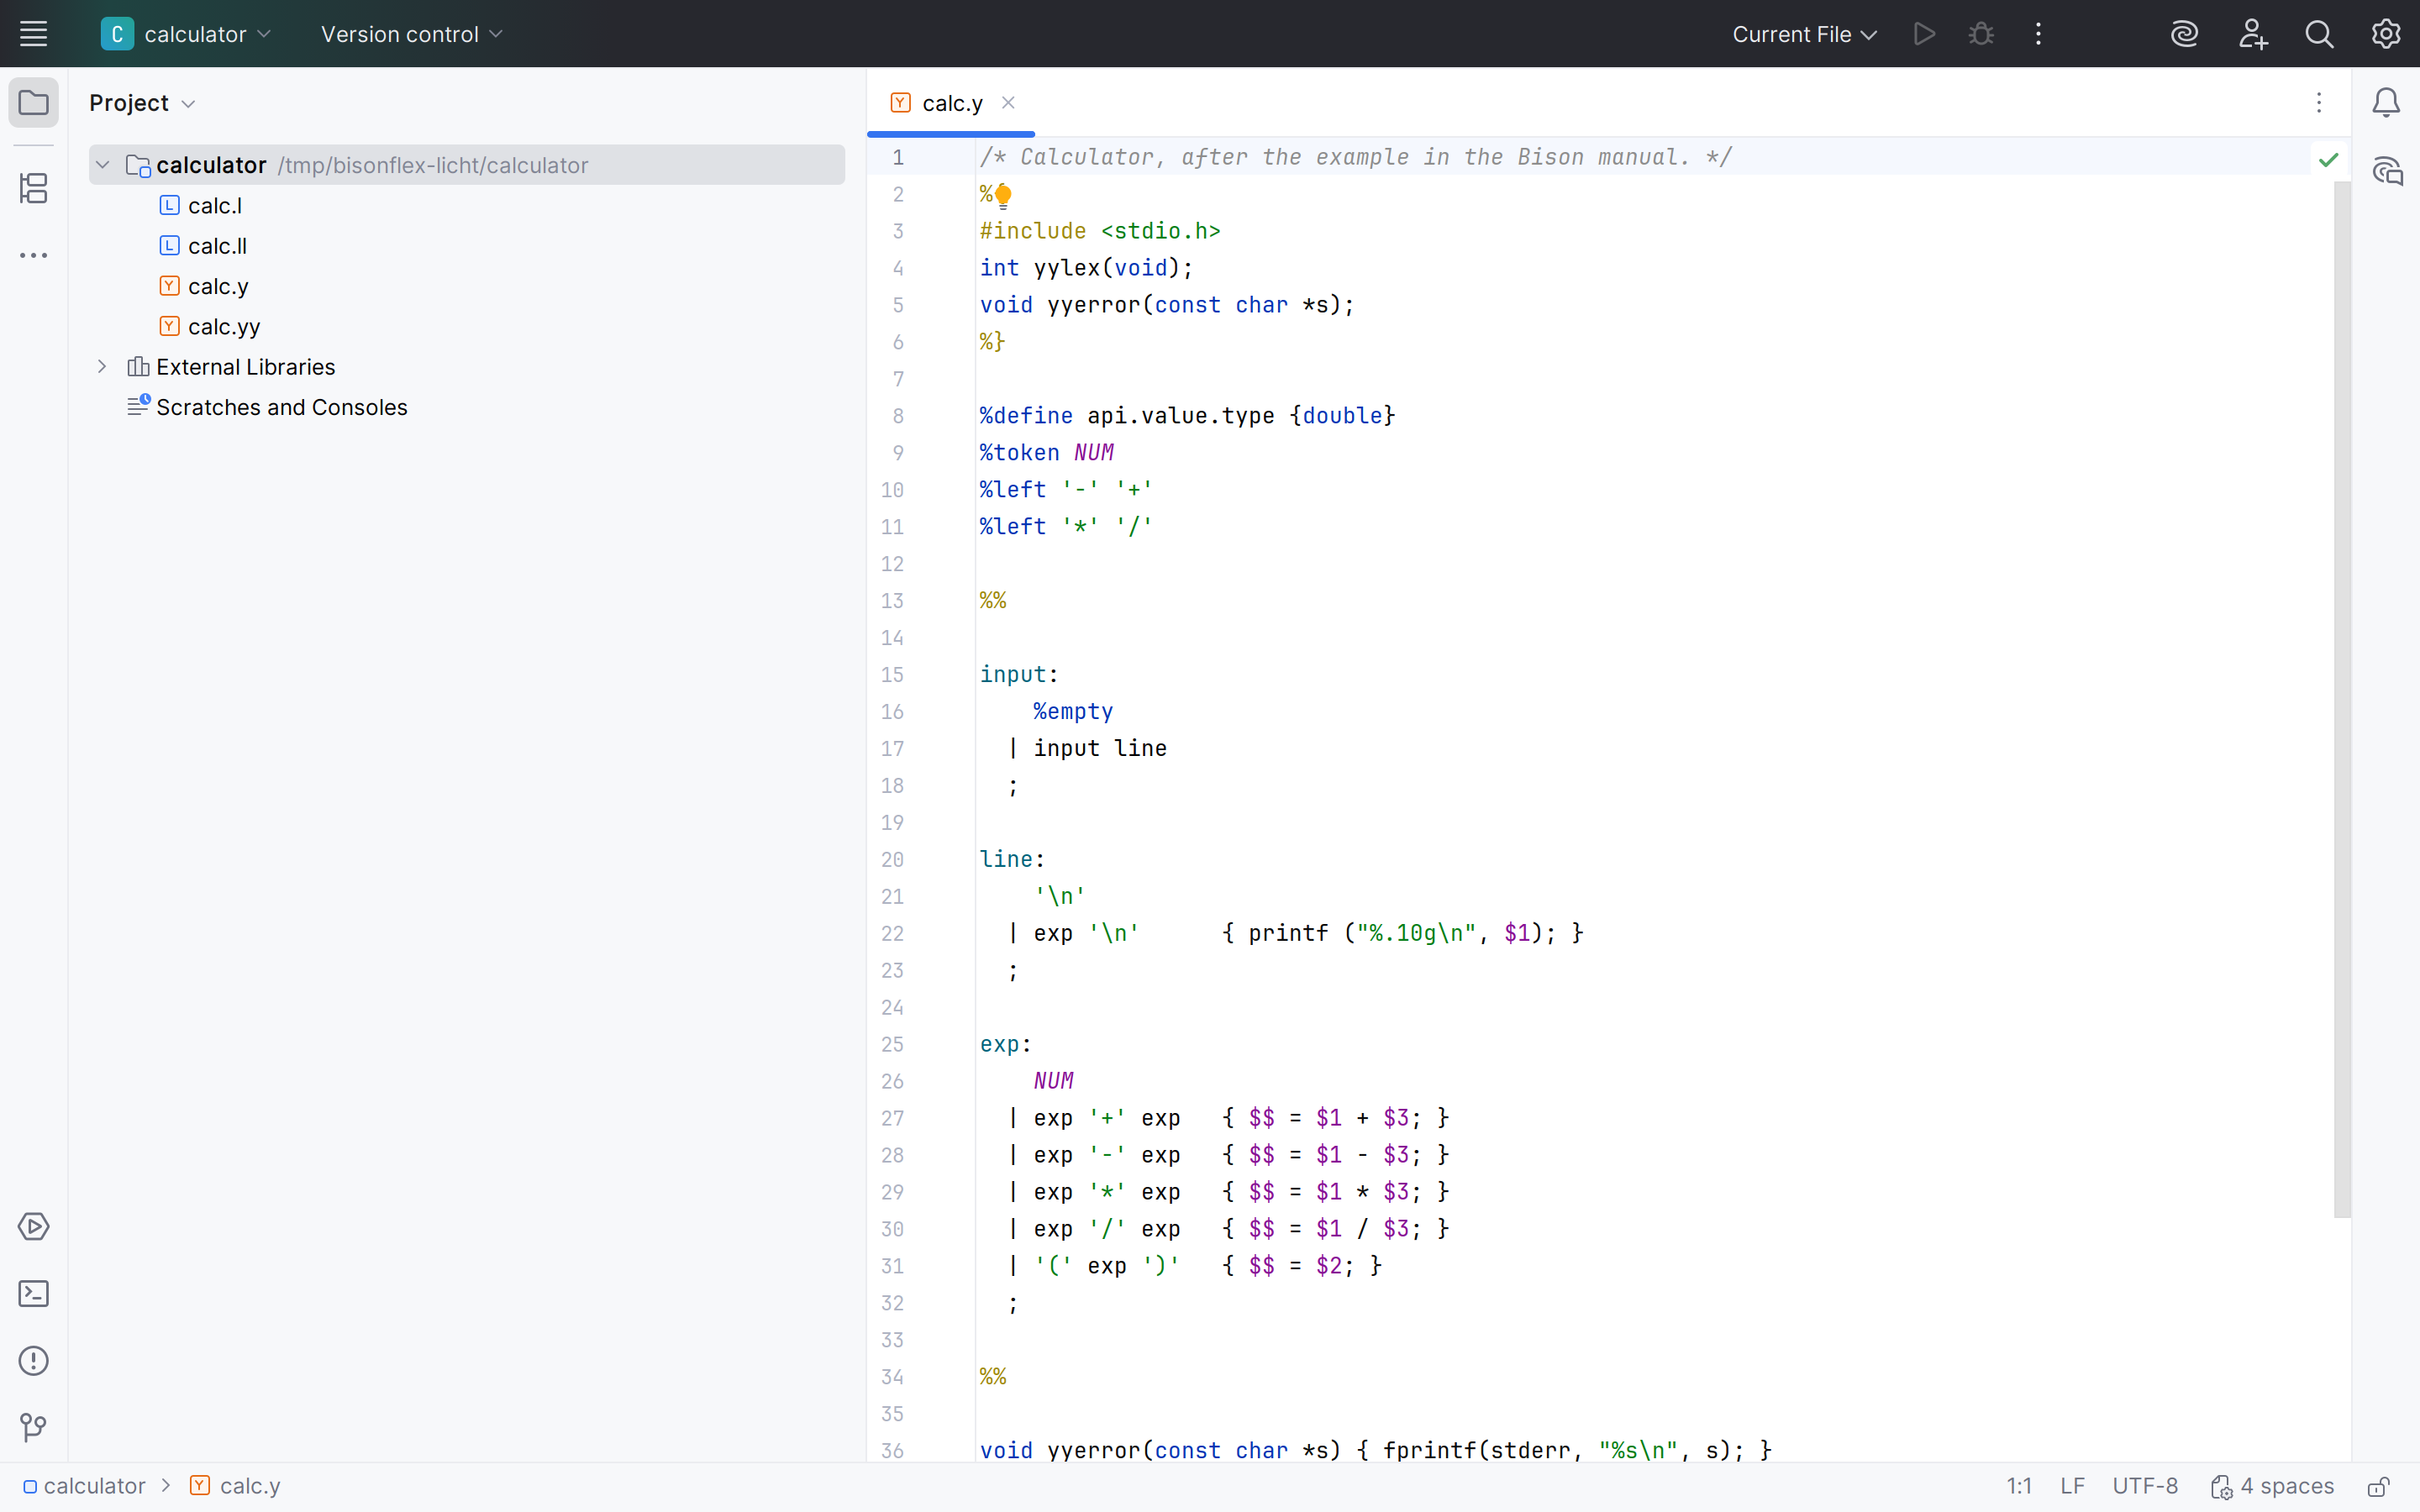 C calculator Version control Current File
Project
calculator /tmp/bisonflex-licht/calculator
L calc.l
L calc.ll
Y calc.y
Y calc.yy
External Libraries
Scratches and Consoles
Y calc.y
1 /* Calculator, after the example in the Bison manual. */
2 %
3 #include <stdio.h>
4 int yylex(void);
5 void yyerror(const char *s);
6 %}
7
8 %define api.value.type {double}
9 %token NUM
10 %left '-' '+'
11 %left '*' '/'
12
13 %%
14
15 input:
16 %empty
17 | input line
18 ;
19
20 line:
21 '\n'
22 | exp '\n' { printf ("%.10g\n", $1); }
23 ;
24
25 exp:
26 NUM
27 | exp '+' exp { $$ = $1 + $3; }
28 | exp '-' exp { $$ = $1 - $3; }
29 | exp '*' exp { $$ = $1 * $3; }
30 | exp '/' exp { $$ = $1 / $3; }
31 | '(' exp ')' { $$ = $2; }
32 ;
33
34 %%
35
36 void yyerror(const char *s) { fprintf(stderr, "%s\n", s); }
calculator Y calc.y 1:1 LF UTF-8 4 spaces